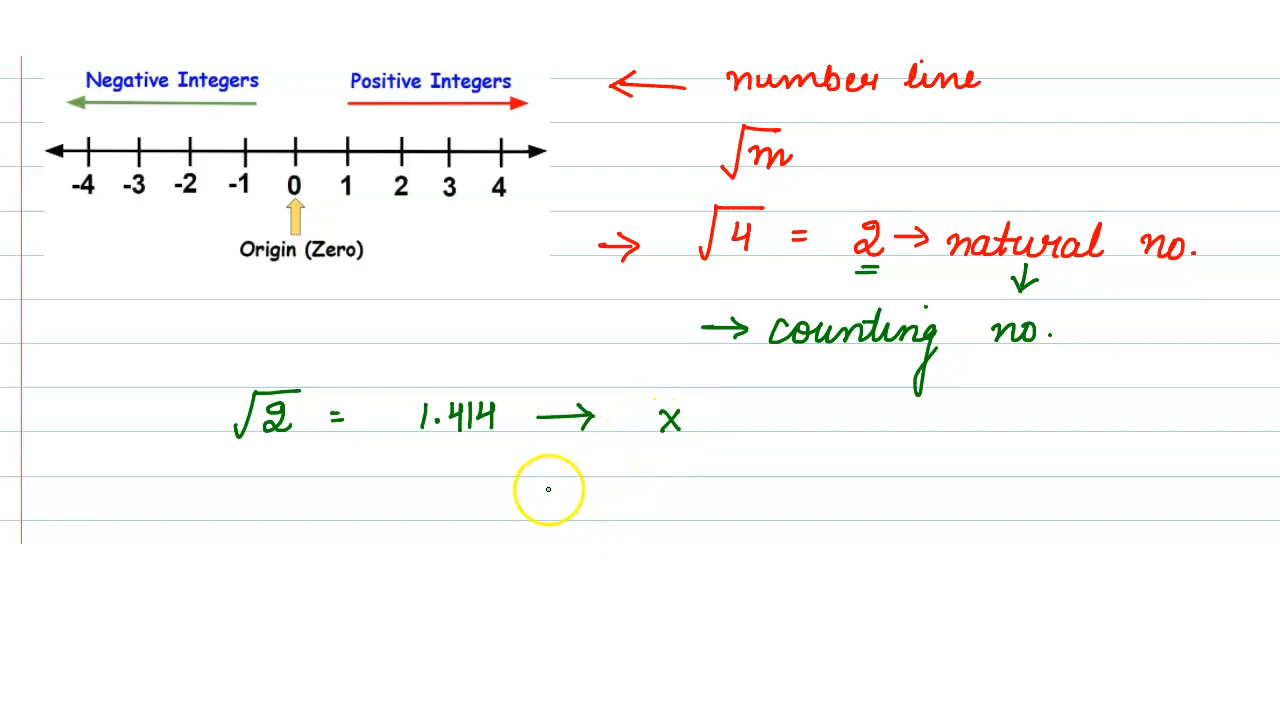 Negative Integers Positive Integers
-4 -3 -2 -1 0 1 2 3 4
Origin (Zero)
← number line
√m
→ √4 = 2 → natural no.
↓
→ counting no.
√2 = 1.414 → x